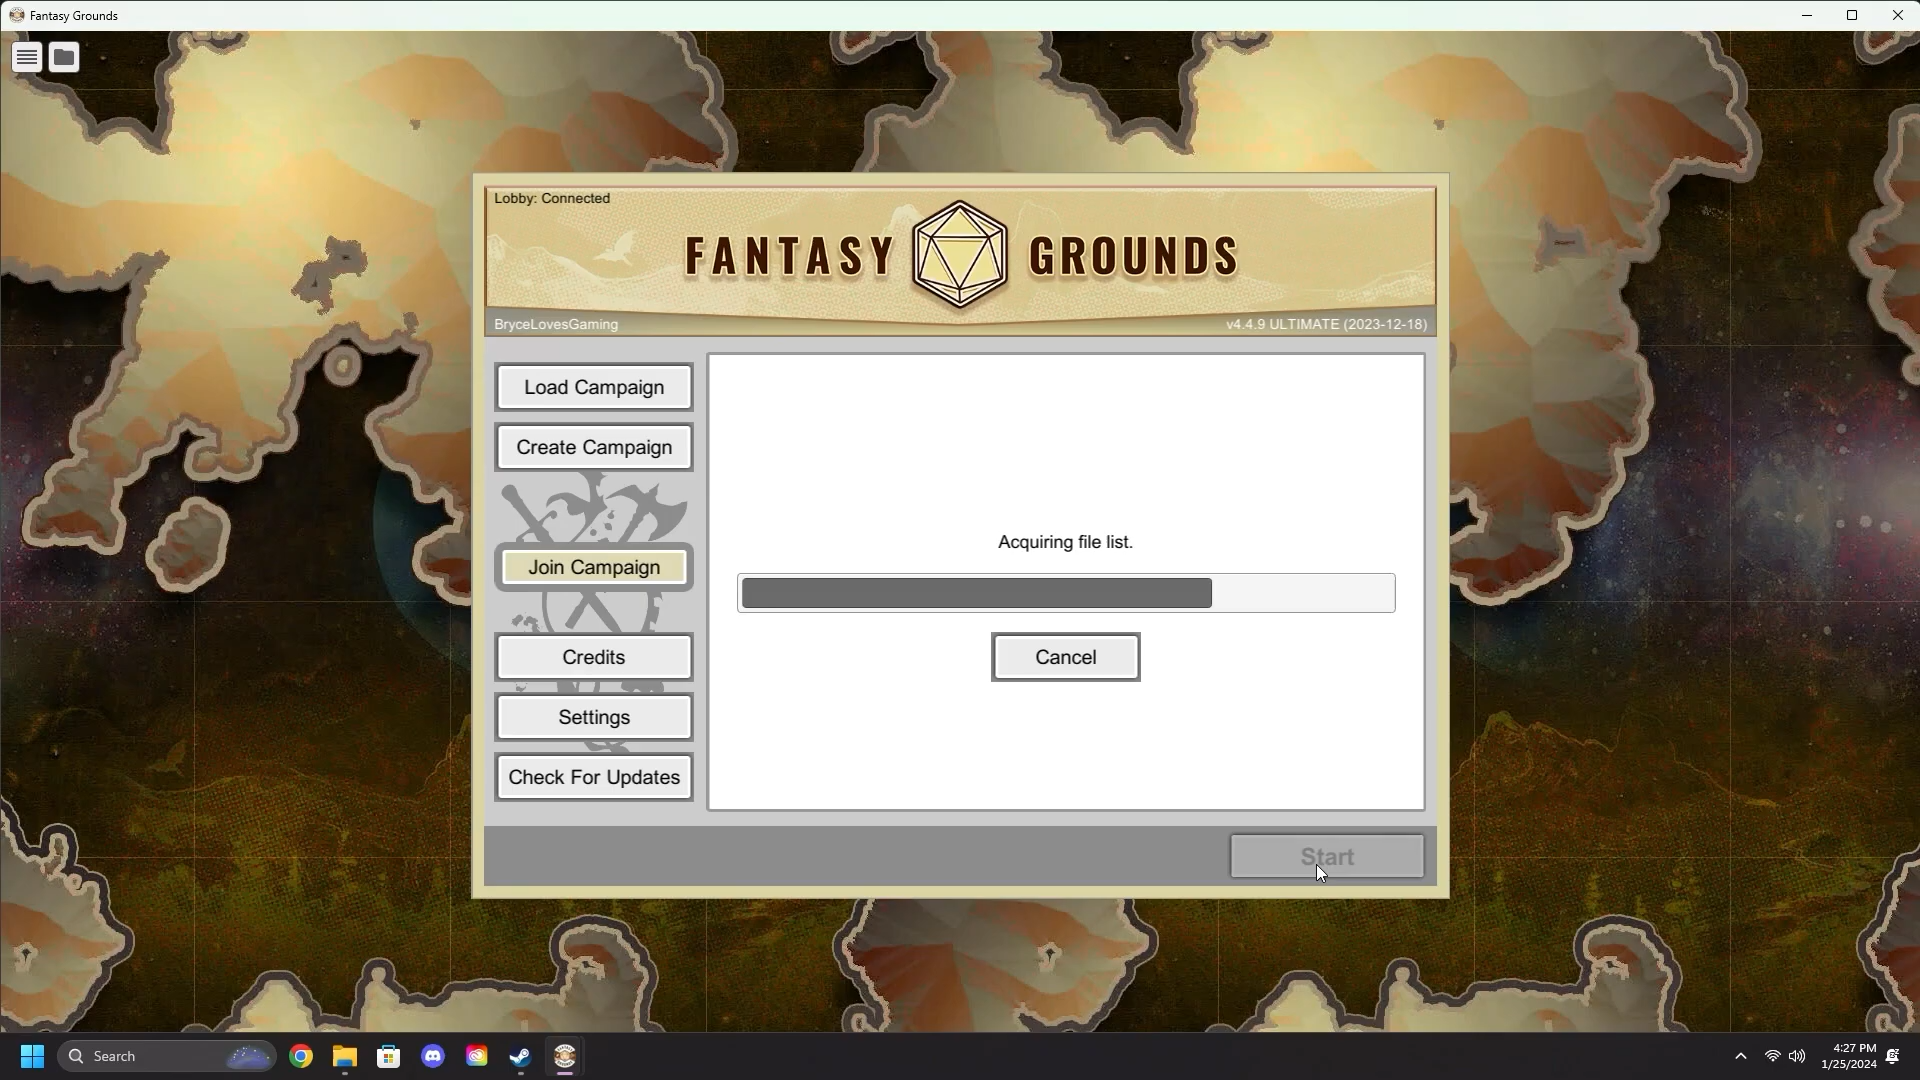 Fantasy Grounds
Lobby: Connected
FANTASY GROUNDS
BryceLovesGaming
v4.4.9 ULTIMATE (2023-12-18)
Load Campaign
Create Campaign
Join Campaign
Credits
Settings
Check For Updates
Acquiring file list.
Cancel
Start
Search
4:27 PM
1/25/2024